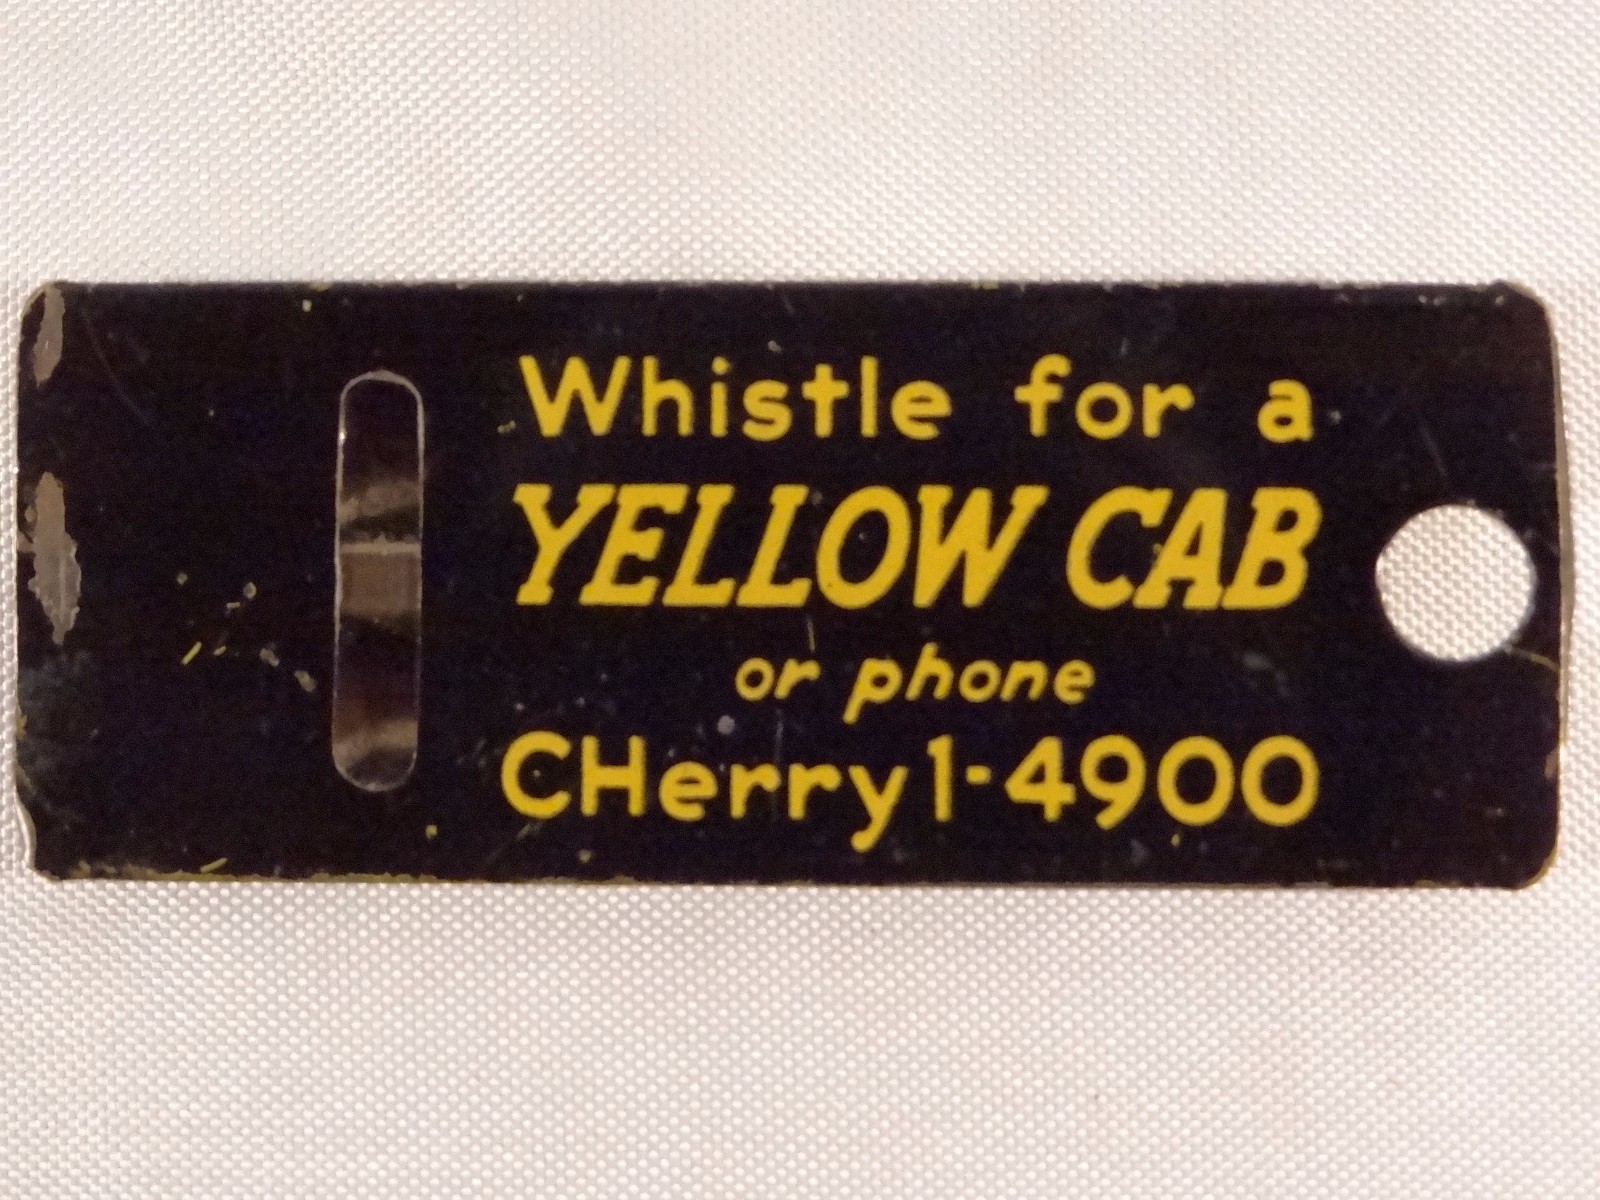 Whistle for a
YELLOW CAB
or phone
CHerry 1-4900